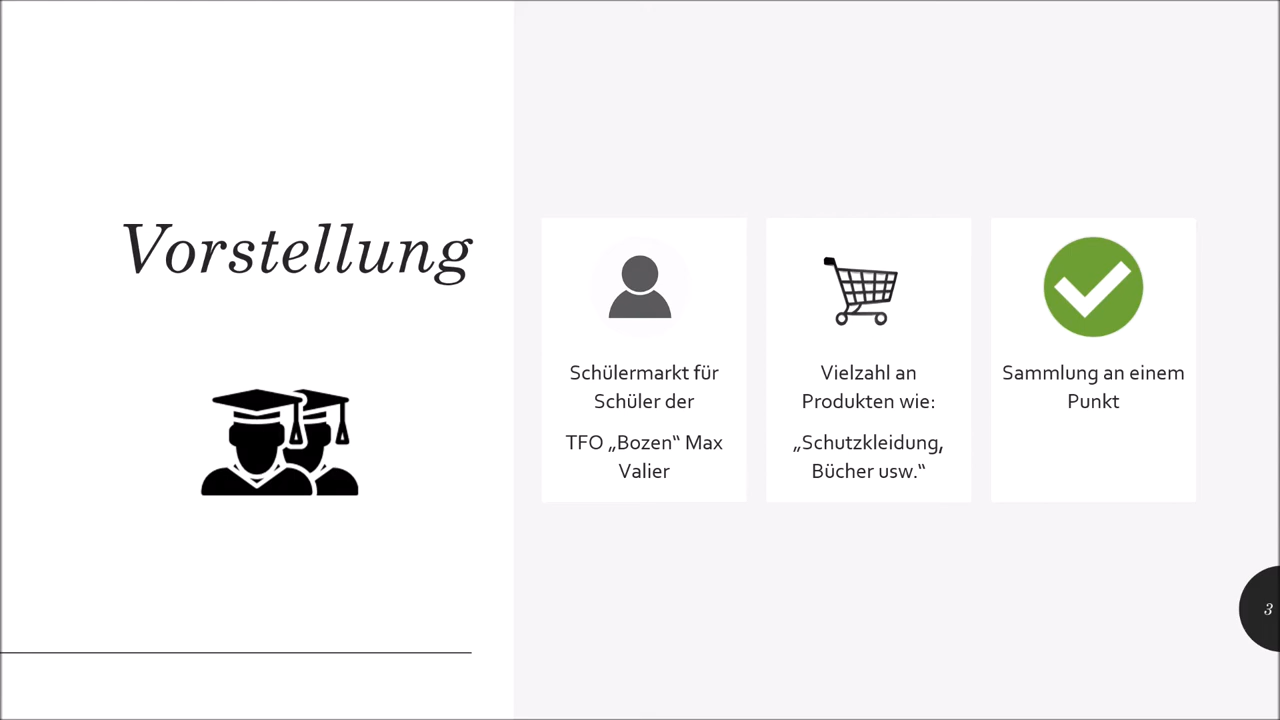 Vorstellung
Schülermarkt für
Schüler der
TFO „Bozen“ Max
Valier
Vielzahl an
Produkten wie:
„Schutzkleidung,
Bücher usw.“
Sammlung an einem
Punkt
3